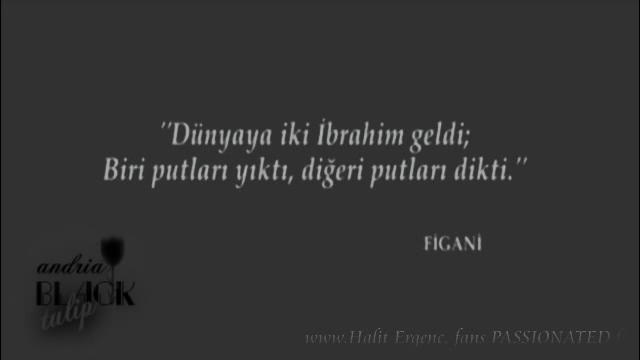 "Dünyaya iki İbrahim geldi;
Biri putları yıktı, diğeri putları dikti."
FİGANİ
andria
BLACK
tulip
www.Halit Ergenc. fans PASSIONATED